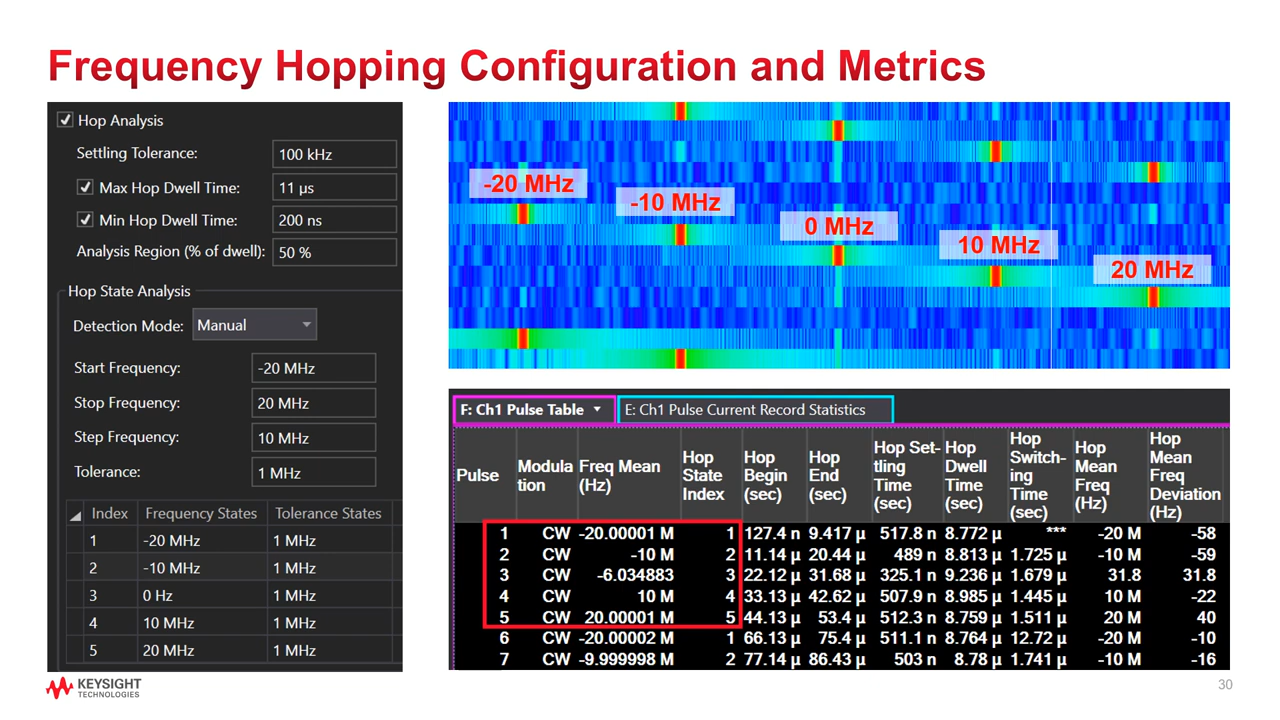 Frequency Hopping Configuration and Metrics
Hop Analysis
Settling Tolerance: 100 kHz
Max Hop Dwell Time: 11 µs
Min Hop Dwell Time: 200 ns
Analysis Region (% of dwell): 50 %
Hop State Analysis
Detection Mode: Manual
Start Frequency: -20 MHz
Stop Frequency: 20 MHz
Step Frequency: 10 MHz
Tolerance: 1 MHz
Index Frequency States Tolerance States
1 -20 MHz 1 MHz
2 -10 MHz 1 MHz
3 0 Hz 1 MHz
4 10 MHz 1 MHz
5 20 MHz 1 MHz
-20 MHz
-10 MHz
0 MHz
10 MHz
20 MHz
F: Ch1 Pulse Table E: Ch1 Pulse Current Record Statistics
Pulse
Modula
tion
Freq Mean
(Hz)
Hop
State
Index
Hop
Begin
(sec)
Hop
End
(sec)
Hop Set-
tling
Time
(sec)
Hop
Dwell
Time
(sec)
Hop
Switch-
ing
Time
(sec)
Hop
Mean
Freq
(Hz)
Hop
Mean
Freq
Deviation
(Hz)
1 CW -20.00001 M 1 127.4 n 9.417 µ 517.8 n 8.772 µ *** -20 M -58
2 CW -10 M 2 11.14 µ 20.44 µ 489 n 8.813 µ 1.725 µ -10 M -59
3 CW -6.034883 3 22.12 µ 31.68 µ 325.1 n 9.236 µ 1.679 µ 31.8 31.8
4 CW 10 M 4 33.13 µ 42.62 µ 507.9 n 8.985 µ 1.445 µ 10 M -22
5 CW 20.00001 M 5 44.13 µ 53.4 µ 512.3 n 8.759 µ 1.511 µ 20 M 40
6 CW -20.00002 M 1 66.13 µ 75.4 µ 511.1 n 8.764 µ 12.72 µ -20 M -10
7 CW -9.999998 M 2 77.14 µ 86.43 µ 503 n 8.78 µ 1.741 µ -10 M -16
KEYSIGHT
TECHNOLOGIES
30